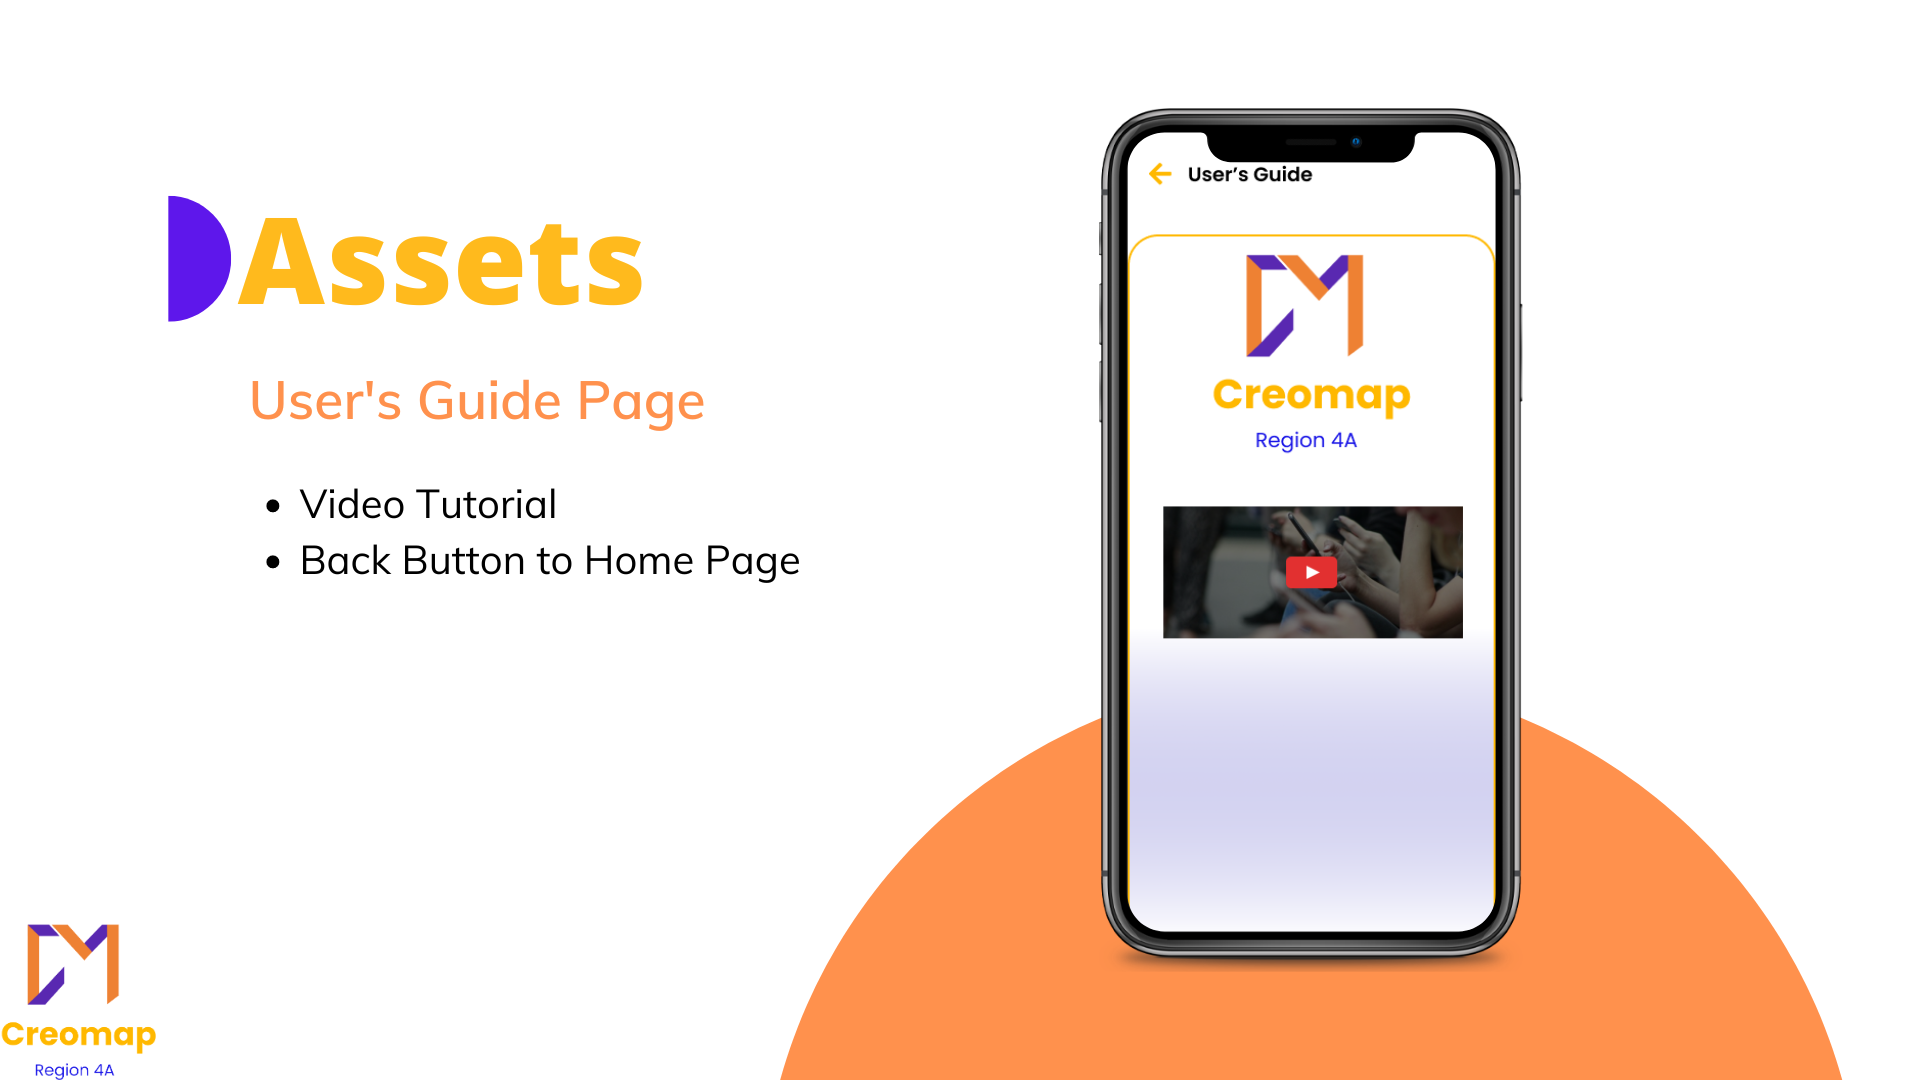 Assets
User's Guide Page
Video Tutorial
Back Button to Home Page
User’s Guide
Creomap
Region 4A
Creomap
Region 4A